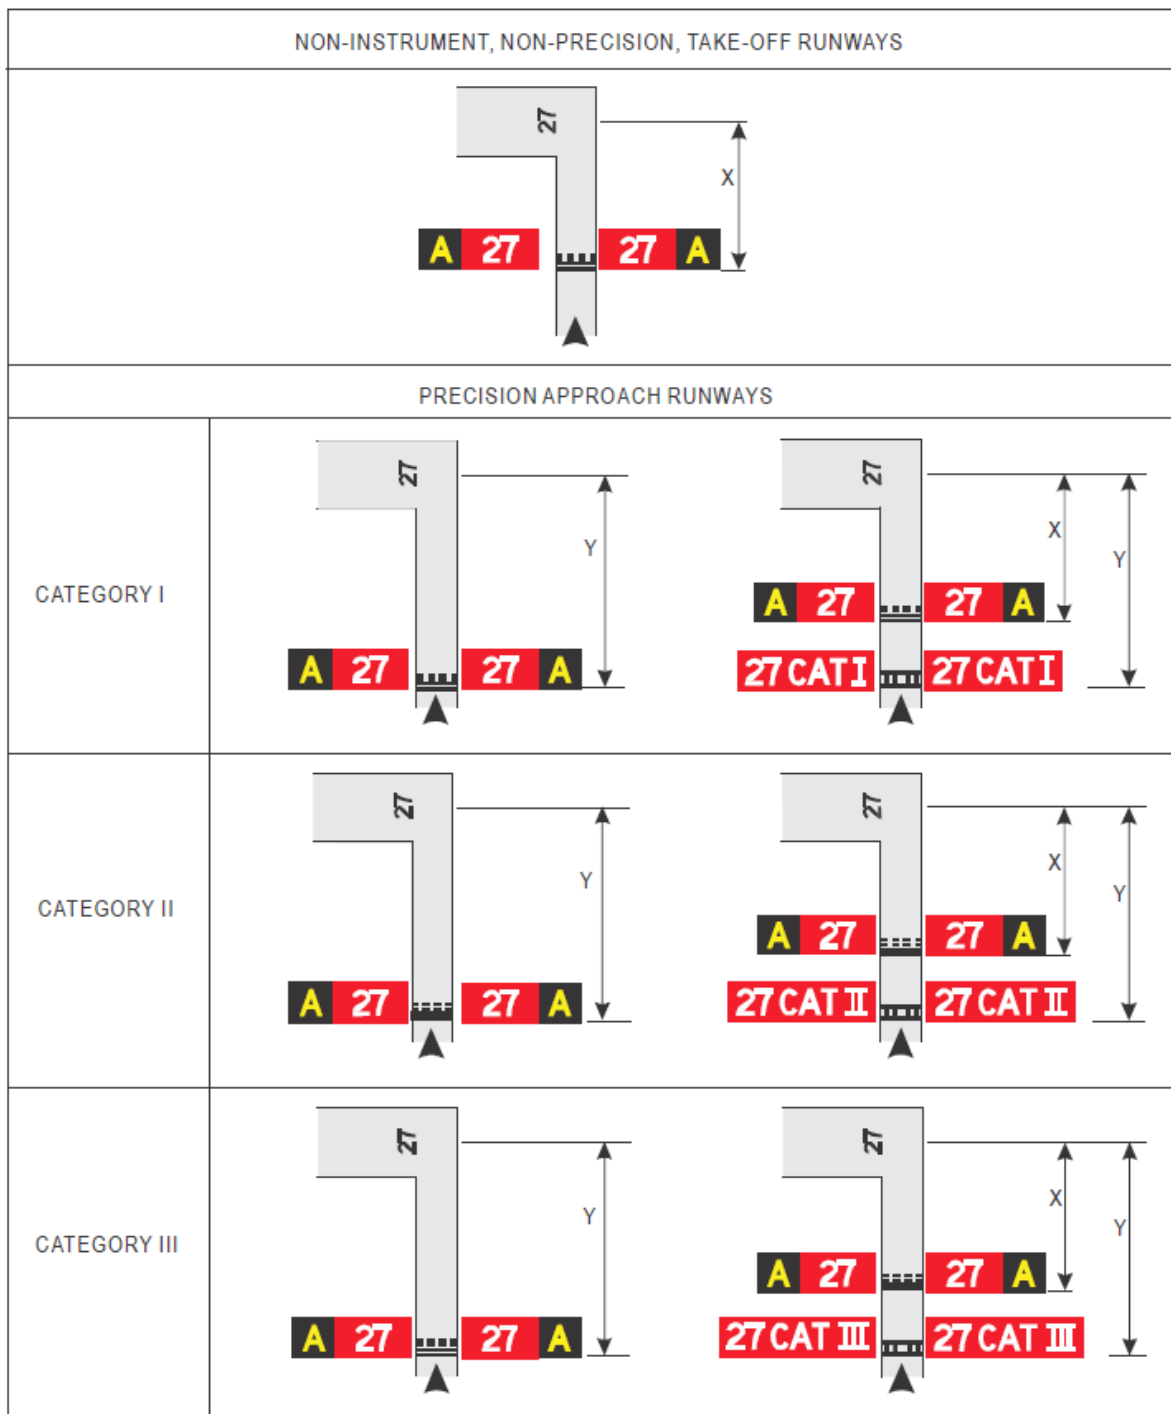 NON-INSTRUMENT, NON-PRECISION, TAKE-OFF RUNWAYS
27
X
A 27 27 A
PRECISION APPROACH RUNWAYS
CATEGORY I
27
Y
A 27 27 A
27
X
Y
A 27 27 A
27 CAT I 27 CAT I
CATEGORY II
27
Y
A 27 27 A
27
X
Y
A 27 27 A
27 CAT II 27 CAT II
CATEGORY III
27
Y
A 27 27 A
27
X
Y
A 27 27 A
27 CAT III 27 CAT III